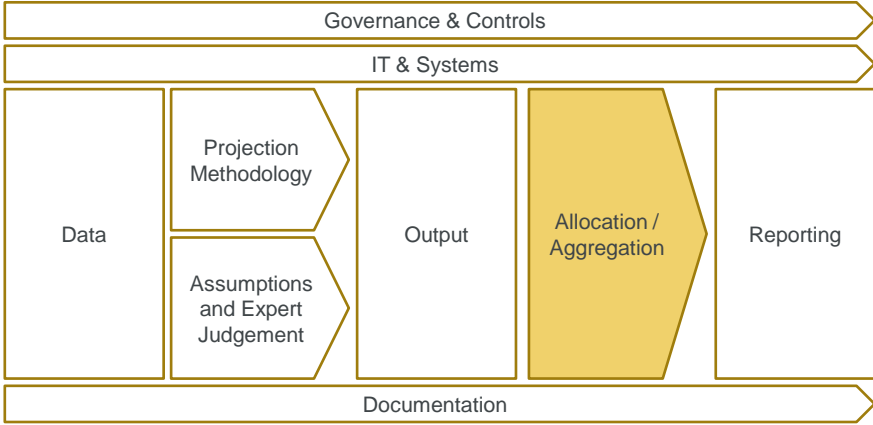 Governance & Controls
IT & Systems
Data
Projection
Methodology
Assumptions
and Expert
Judgement
Output
Allocation /
Aggregation
Reporting
Documentation